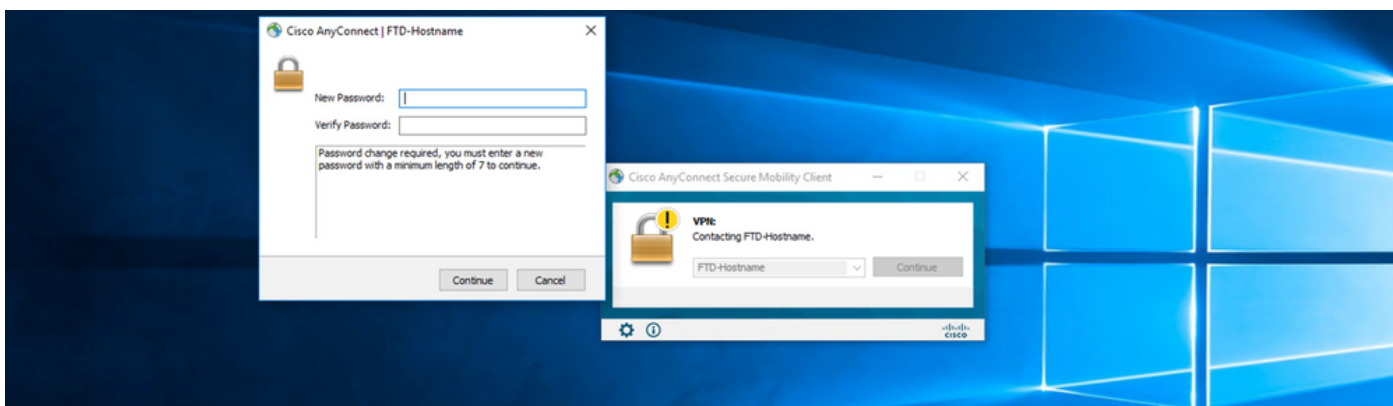 Cisco AnyConnect | FTD-Hostname
New Password:
Verify Password:
Password change required, you must enter a new
password with a minimum length of 7 to continue.
Continue Cancel
Cisco AnyConnect Secure Mobility Client
VPN:
Contacting FTD-Hostname.
FTD-Hostname Continue
CISCO